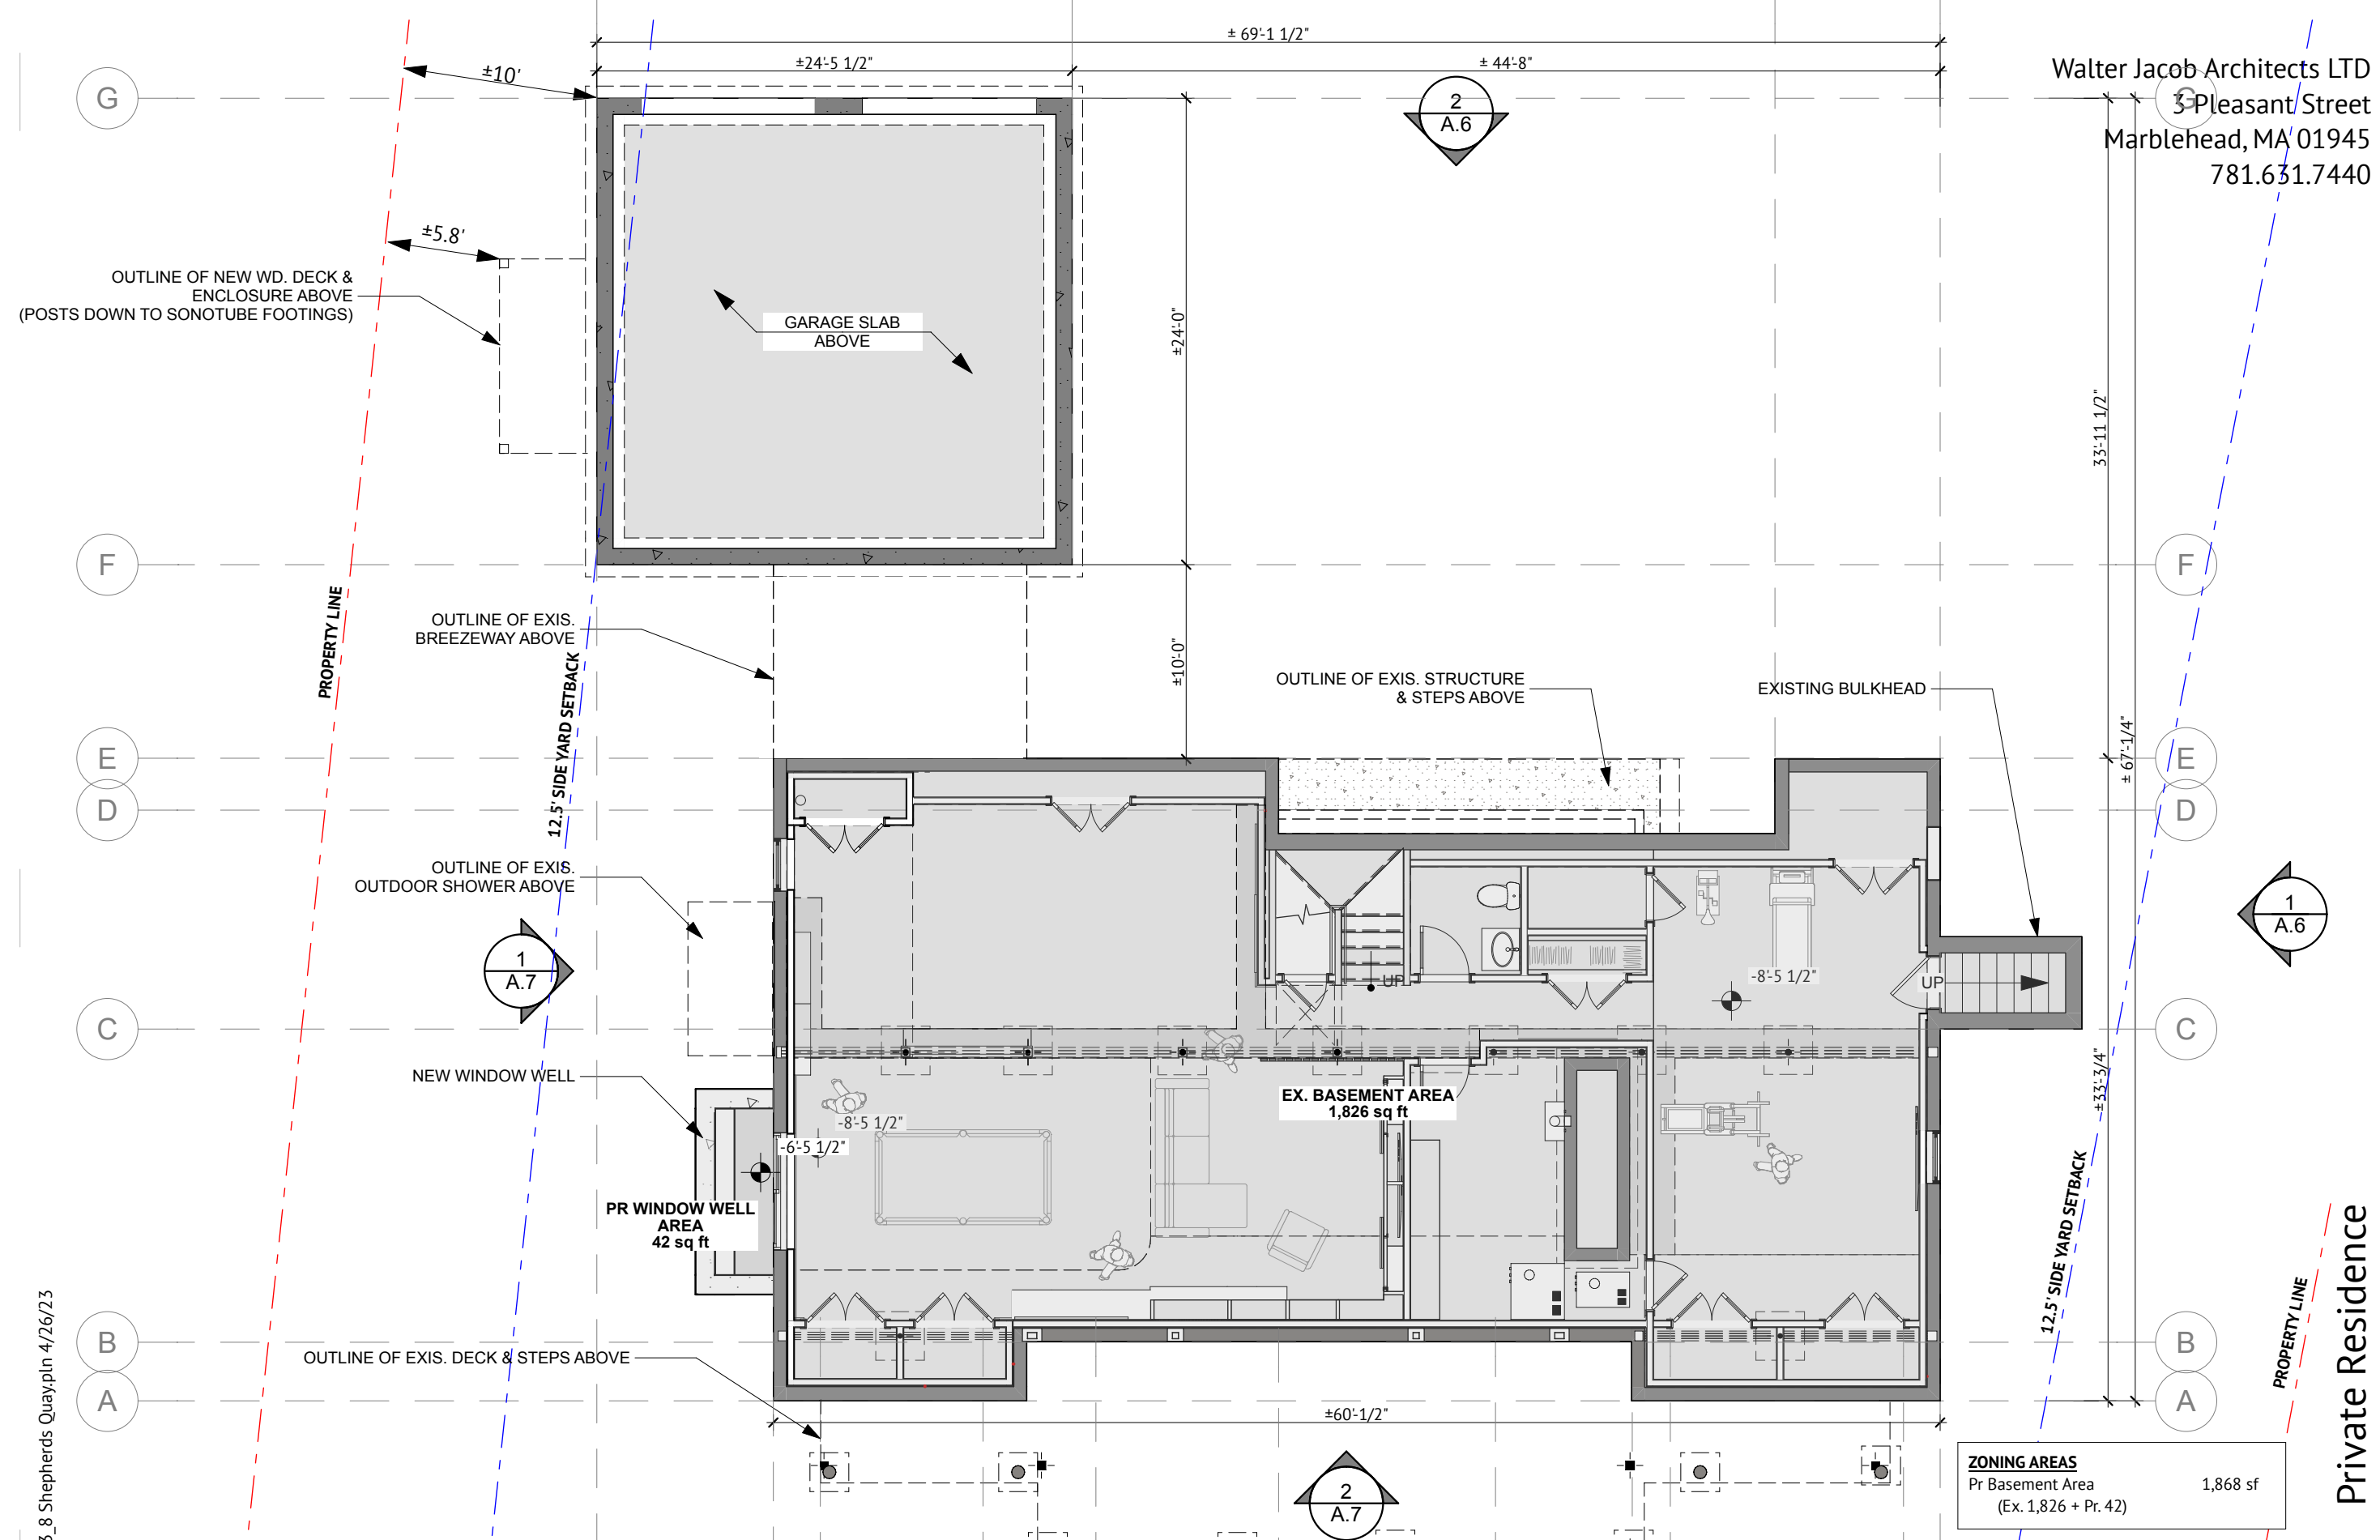 ± 69'-1 1/2"
±24'-5 1/2"
± 44'-8"
±10'
Walter Jacob Architects LTD
3 Pleasant Street
Marblehead, MA 01945
781.631.7440
G
G
2
A.6
±5.8'
OUTLINE OF NEW WD. DECK &
ENCLOSURE ABOVE
(POSTS DOWN TO SONOTUBE FOOTINGS)
GARAGE SLAB
ABOVE
±24'-0"
33'-11 1/2"
F
F
PROPERTY LINE
OUTLINE OF EXIS.
BREEZEWAY ABOVE
±10'-0"
12.5' SIDE YARD SETBACK
OUTLINE OF EXIS. STRUCTURE
& STEPS ABOVE
EXISTING BULKHEAD
± 67'-1/4"
E
E
D
D
OUTLINE OF EXIS.
OUTDOOR SHOWER ABOVE
1
A.7
1
A.6
UP
-8'-5 1/2"
UP
C
C
NEW WINDOW WELL
EX. BASEMENT AREA
1,826 sq ft
-8'-5 1/2"
-6'-5 1/2"
±33'-3/4"
PR WINDOW WELL
AREA
42 sq ft
12.5' SIDE YARD SETBACK
PROPERTY LINE
Private Residence
B
B
OUTLINE OF EXIS. DECK & STEPS ABOVE
A
A
±60'-1/2"
2
A.7
ZONING AREAS
Pr Basement Area 1,868 sf
(Ex. 1,826 + Pr. 42)
3_8 Shepherds Quay.pln 4/26/23